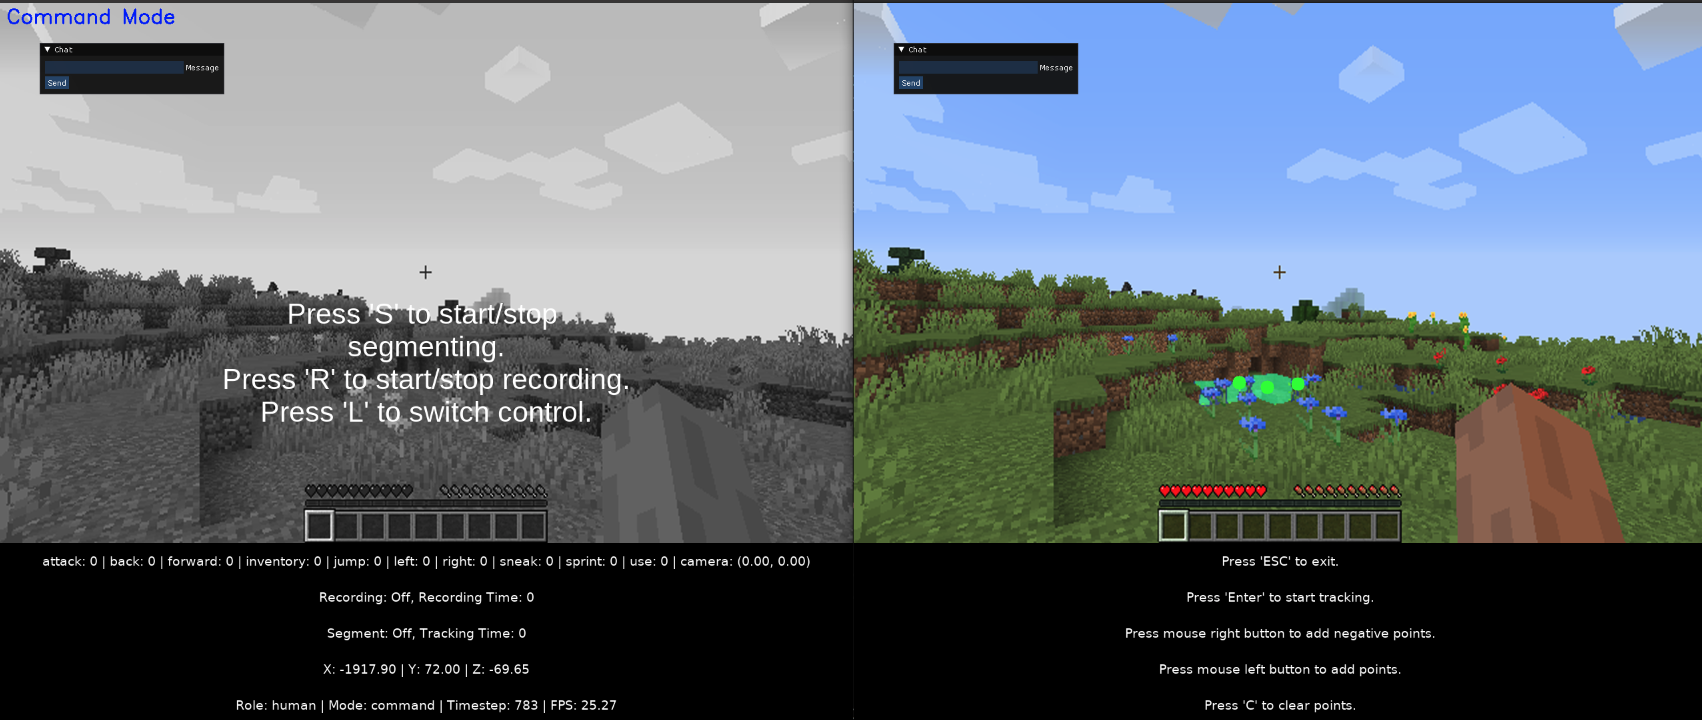 Command Mode
▼ Chat
Message
Send
Press 'S' to start/stop
segmenting.
Press 'R' to start/stop recording.
Press 'L' to switch control.
attack: 0 | back: 0 | forward: 0 | inventory: 0 | jump: 0 | left: 0 | right: 0 | sneak: 0 | sprint: 0 | use: 0 | camera: (0.00, 0.00)
Recording: Off, Recording Time: 0
Segment: Off, Tracking Time: 0
X: -1917.90 | Y: 72.00 | Z: -69.65
Role: human | Mode: command | Timestep: 783 | FPS: 25.27
▼ Chat
Message
Send
Press 'ESC' to exit.
Press 'Enter' to start tracking.
Press mouse right button to add negative points.
Press mouse left button to add points.
Press 'C' to clear points.